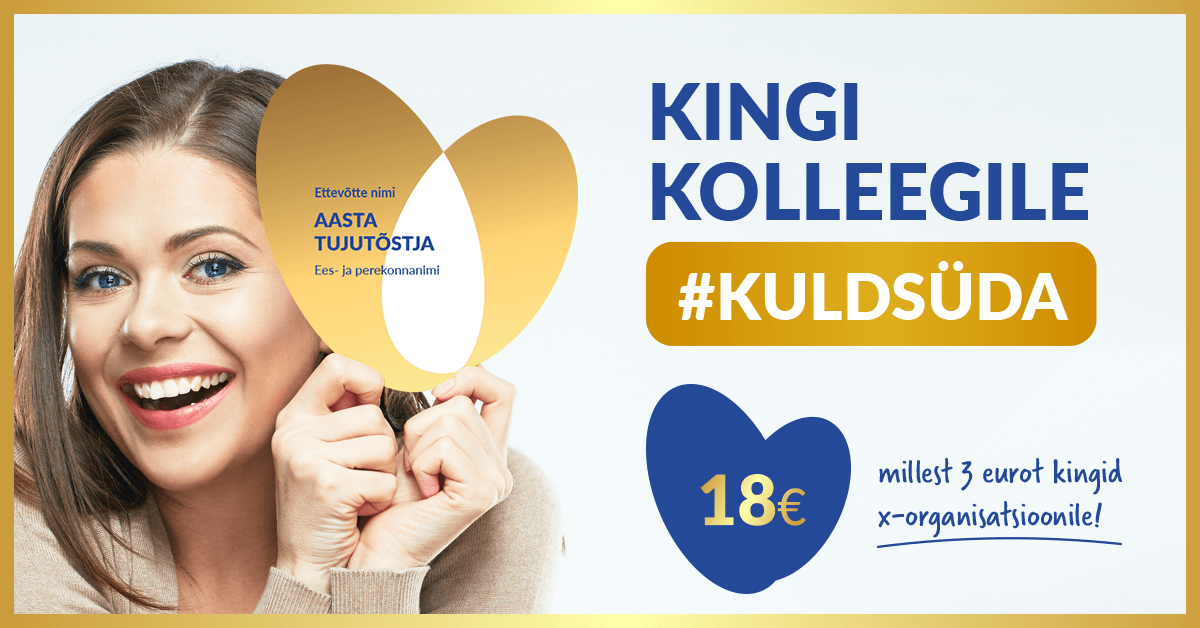 Ettevõtte nimi
AASTA
TUJUTÕSTJA
Ees- ja perekonnanimi
KINGI
KOLLEEGILE
#KULDSÜDA
18€
millest 3 eurot kingid
x-organisatsioonile!